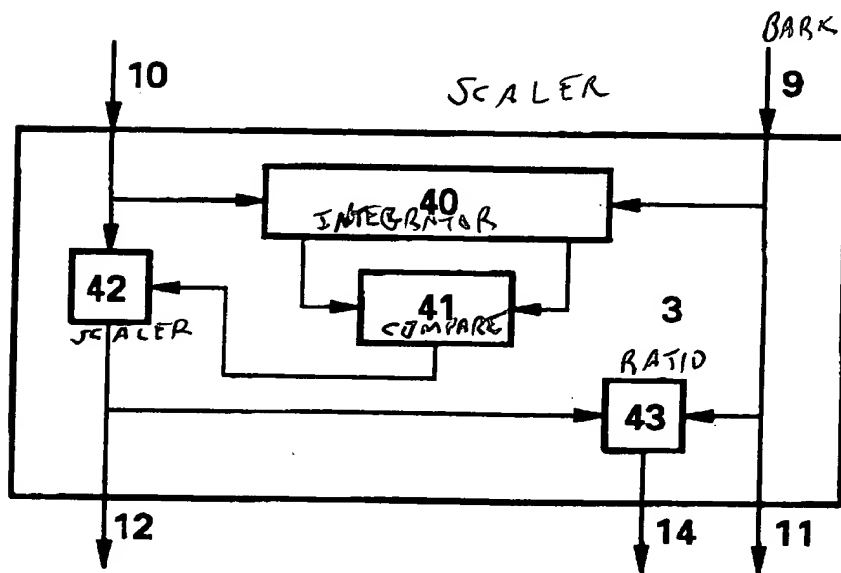 BARK
10
SCALER
9
40
INTEGRATOR
42
41
3
SCALER
COMPARE
RATIO
43
12
14
11